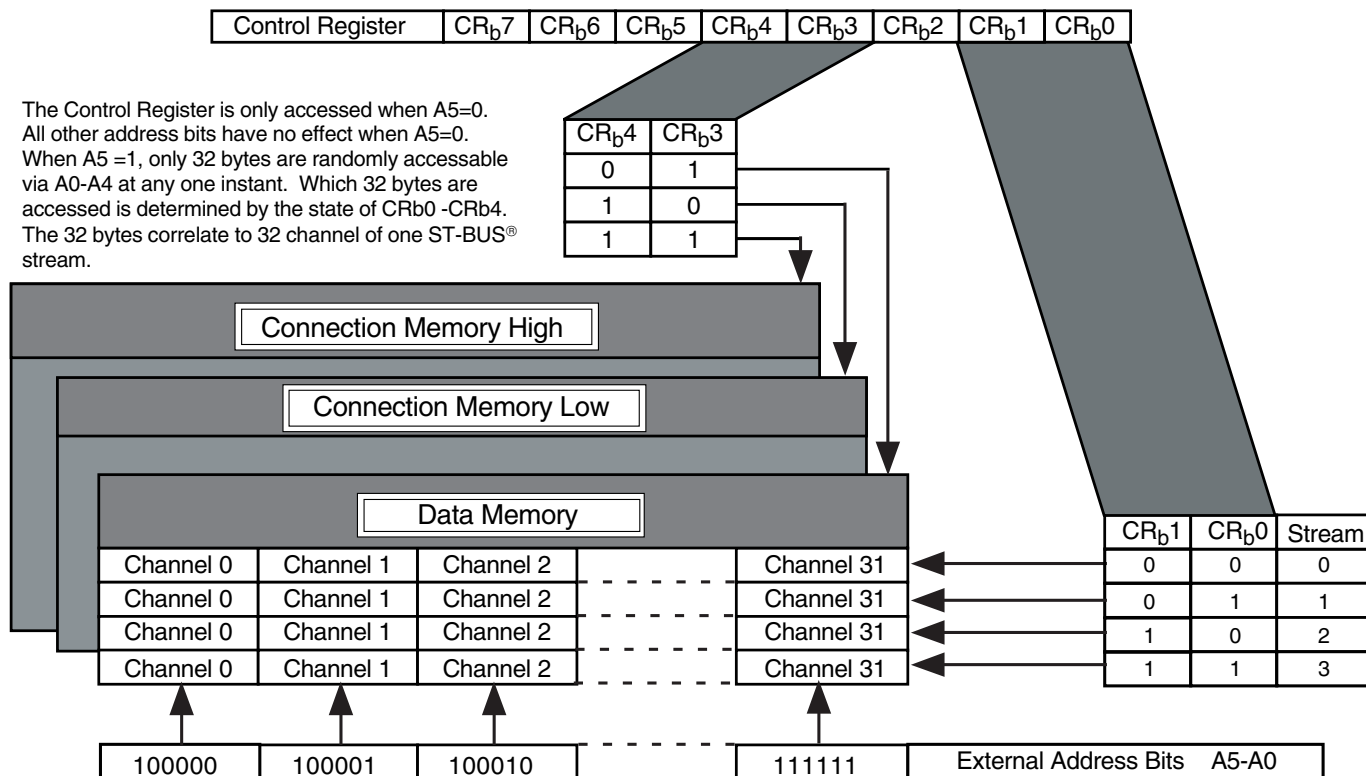 Control Register CRb7 CRb6 CRb5 CRb4 CRb3 CRb2 CRb1 CRb0
The Control Register is only accessed when A5=0.
All other address bits have no effect when A5=0.
When A5 =1, only 32 bytes are randomly accessable
via A0-A4 at any one instant. Which 32 bytes are
accessed is determined by the state of CRb0 -CRb4.
The 32 bytes correlate to 32 channel of one ST-BUS®
stream.
CRb4 CRb3
0 1
1 0
1 1
Connection Memory High
Connection Memory Low
Data Memory
CRb1 CRb0 Stream
Channel 0 Channel 1 Channel 2 Channel 31 0 0 0
Channel 0 Channel 1 Channel 2 Channel 31 0 1 1
Channel 0 Channel 1 Channel 2 Channel 31 1 0 2
Channel 0 Channel 1 Channel 2 Channel 31 1 1 3
100000 100001 100010 111111 External Address Bits A5-A0